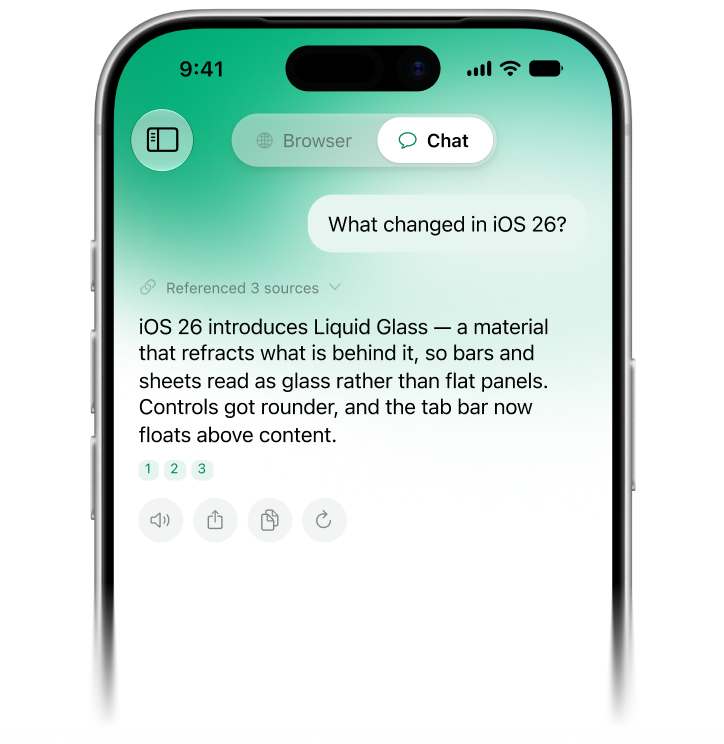 9:41
Browser
Chat
What changed in iOS 26?
Referenced 3 sources
iOS 26 introduces Liquid Glass — a material
that refracts what is behind it, so bars and
sheets read as glass rather than flat panels.
Controls got rounder, and the tab bar now
floats above content.
1 2 3